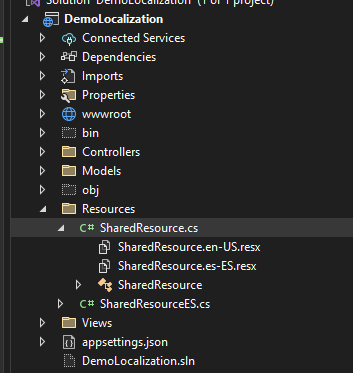 Solution 'DemoLocalization' (1 of 1 project)
DemoLocalization
Connected Services
Dependencies
Imports
Properties
wwwroot
bin
Controllers
Models
obj
Resources
C# SharedResource.cs
SharedResource.en-US.resx
SharedResource.es-ES.resx
SharedResource
C# SharedResourceES.cs
Views
appsettings.json
DemoLocalization.sln